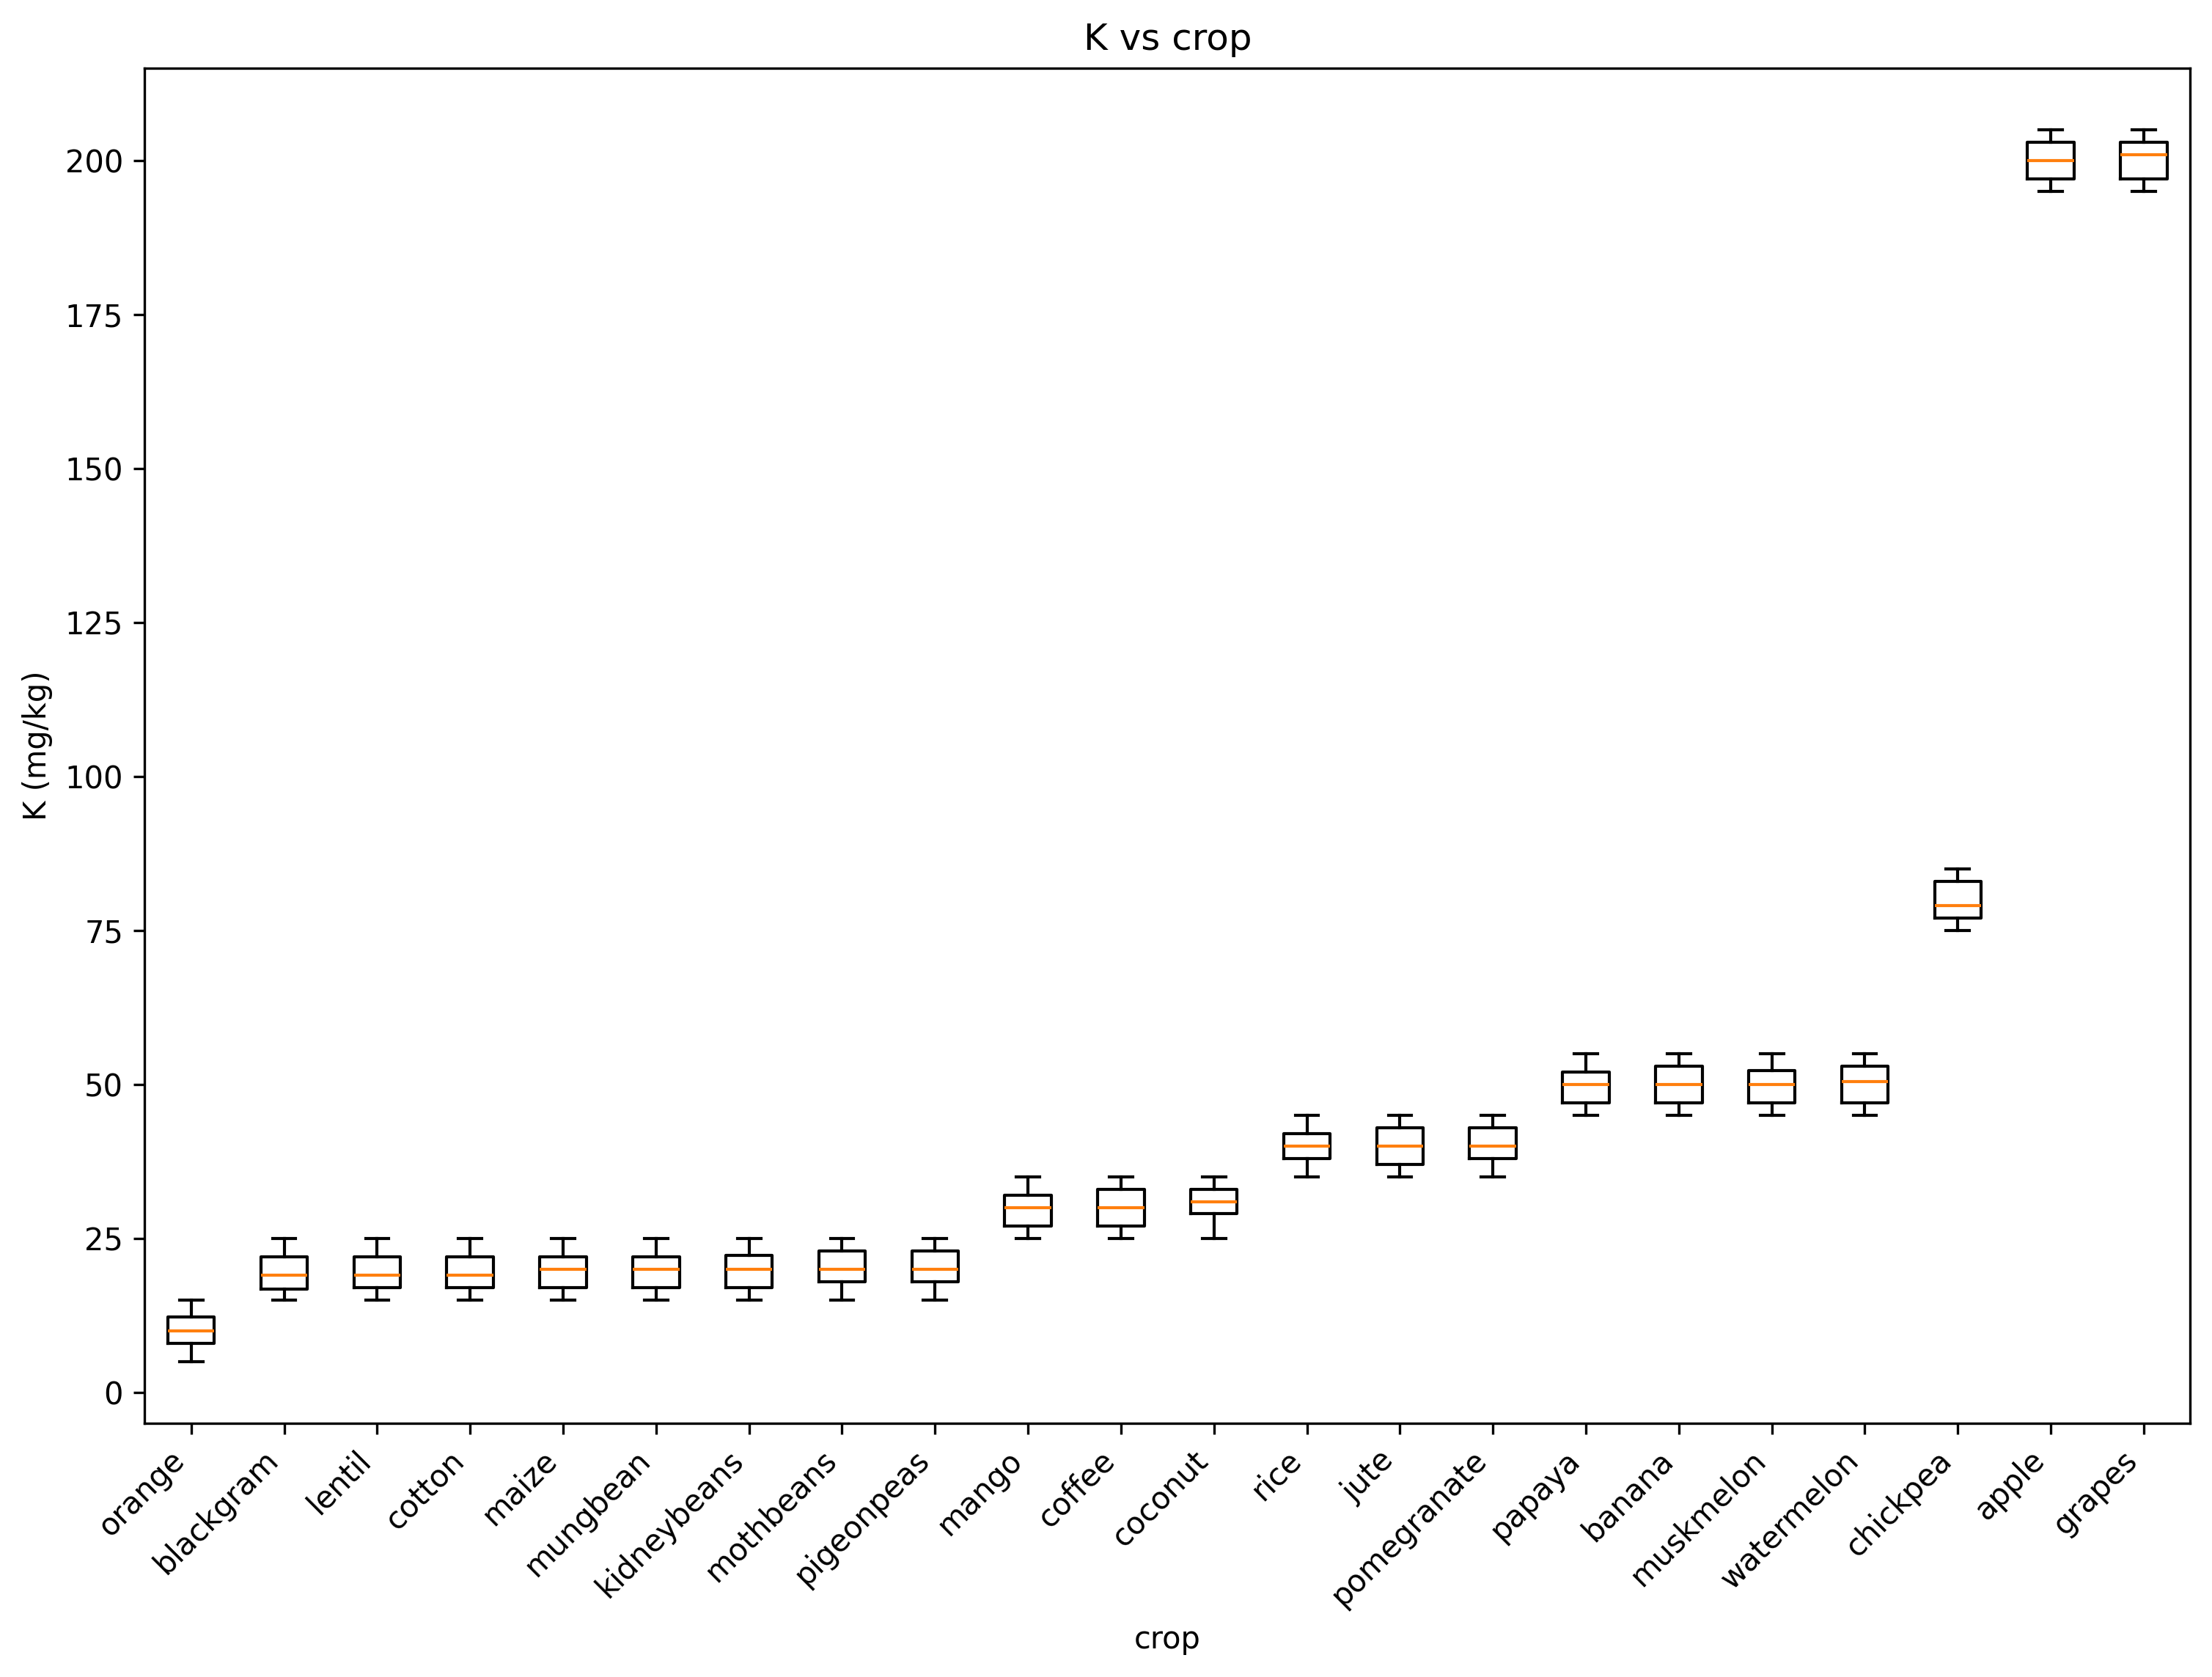 K vs crop
K (mg/kg)
200
175
150
125
100
75
50
25
0
orange
blackgram
lentil
cotton
maize
mungbean
kidneybeans
mothbeans
pigeonpeas
mango
coffee
coconut
rice
jute
pomegranate
papaya
banana
muskmelon
watermelon
chickpea
apple
grapes
crop